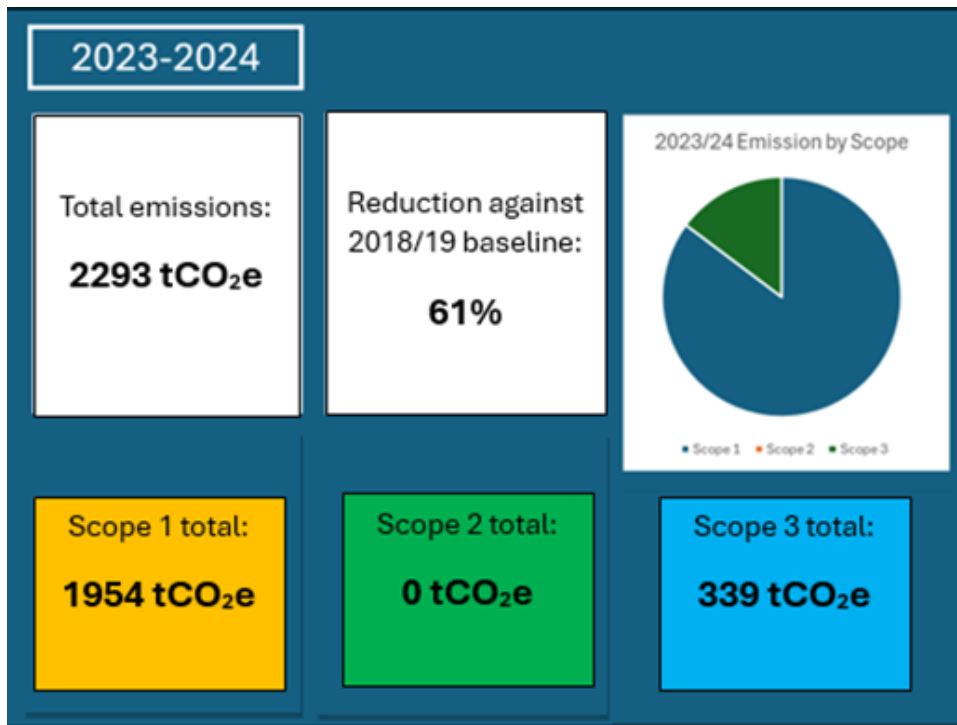 2023-2024
Total emissions:
2293 tCO₂e
Reduction against
2018/19 baseline:
61%
2023/24 Emission by Scope
Scope 1 Scope 2 Scope 3
Scope 1 total:
1954 tCO₂e
Scope 2 total:
0 tCO₂e
Scope 3 total:
339 tCO₂e